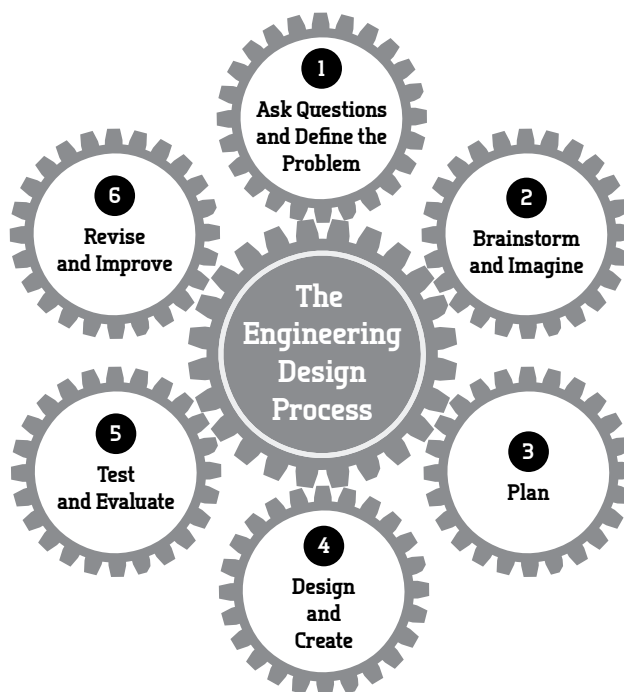 The
Engineering
Design
Process
1
Ask Questions
and Define the
Problem
2
Brainstorm
and Imagine
3
Plan
4
Design
and
Create
5
Test
and Evaluate
6
Revise
and Improve